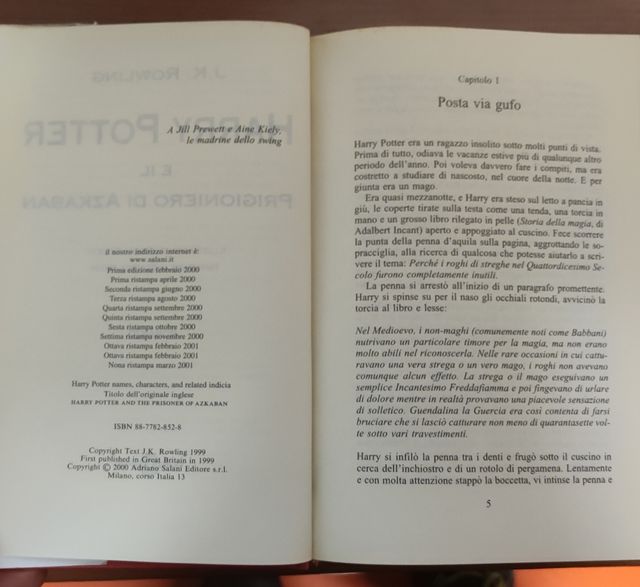 A Jill Prewett e Aine Kiely,
le madrine dello swing
il nostro indirizzo internet è:
www.salani.it
Prima edizione febbraio 2000
Prima ristampa aprile 2000
Seconda ristampa giugno 2000
Terza ristampa agosto 2000
Quarta ristampa settembre 2000
Quinta ristampa settembre 2000
Sesta ristampa ottobre 2000
Settima ristampa novembre 2000
Ottava ristampa febbraio 2001
Ottava ristampa febbraio 2001
Nona ristampa marzo 2001
Harry Potter names, characters, and related indicia
Titolo dell'originale inglese
HARRY POTTER AND THE PRISONER OF AZKABAN
ISBN 88-7782-852-8
Copyright Text J.K. Rowling 1999
First published in Great Britain in 1999
Copyright © 2000 Adriano Salani Editore s.r.l.
Milano, corso Italia 13
J.K. ROWLING
HARRY POTTER
E IL
PRIGIONIERO DI AZKABAN
Capitolo 1
Posta via gufo
Harry Potter era un ragazzo insolito sotto molti punti di vista.
Prima di tutto, odiava le vacanze estive più di qualunque altro
periodo dell'anno. Poi voleva davvero fare i compiti, ma era
costretto a studiare di nascosto, nel cuore della notte. E per
giunta era un mago.
Era quasi mezzanotte, e Harry era steso sul letto a pancia in
giù, le coperte tirate sulla testa come una tenda, una torcia in
mano e un grosso libro rilegato in pelle (Storia della magia, di
Adalbert Incant) aperto e appoggiato al cuscino. Fece scorrere
la punta della penna d'aquila sulla pagina, aggrottando le so-
pracciglia, alla ricerca di qualcosa che potesse aiutarlo a scri-
vere il tema: Perché i roghi di streghe nel Quattordicesimo Se-
colo furono completamente inutili.
La penna si arrestò all'inizio di un paragrafo promettente.
Harry si spinse su per il naso gli occhiali rotondi, avvicinò la
torcia al libro e lesse:
Nel Medioevo, i non-maghi (comunemente noti come Babbani)
nutrivano un particolare timore per la magia, ma non erano
molto abili nel riconoscerla. Nelle rare occasioni in cui cattu-
ravano una vera strega o un vero mago, i roghi non avevano
comunque alcun effetto. La strega o il mago eseguivano un
semplice Incantesimo Freddafiamma e poi fingevano di urlare
di dolore mentre in realtà provavano una piacevole sensazione
di solletico. Guendalina la Guercia era così contenta di farsi
bruciare che si lasciò catturare non meno di quarantasette vol-
te sotto vari travestimenti.
Harry si infilò la penna tra i denti e frugò sotto il cuscino in
cerca dell'inchiostro e di un rotolo di pergamena. Lentamente
e con molta attenzione stappò la boccetta, vi intinse la penna e
5